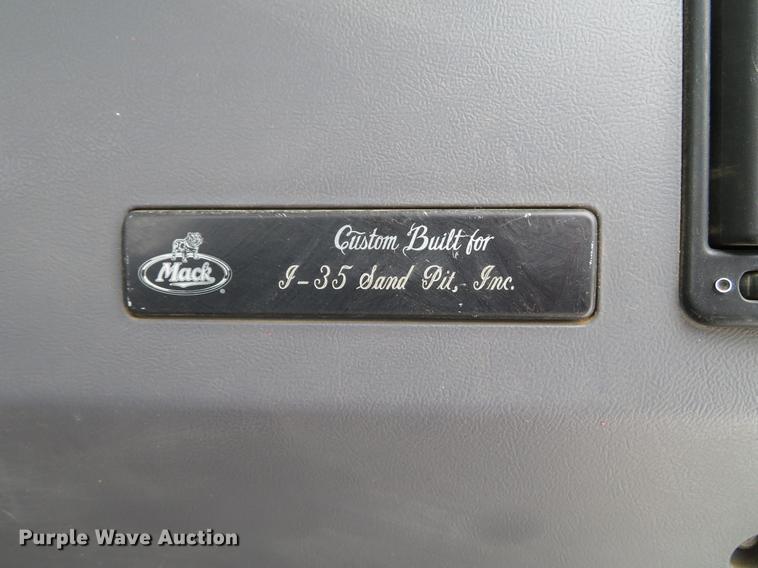 Custom Built for
Mack®
I-35 Sand Pit, Inc.
Purple Wave Auction